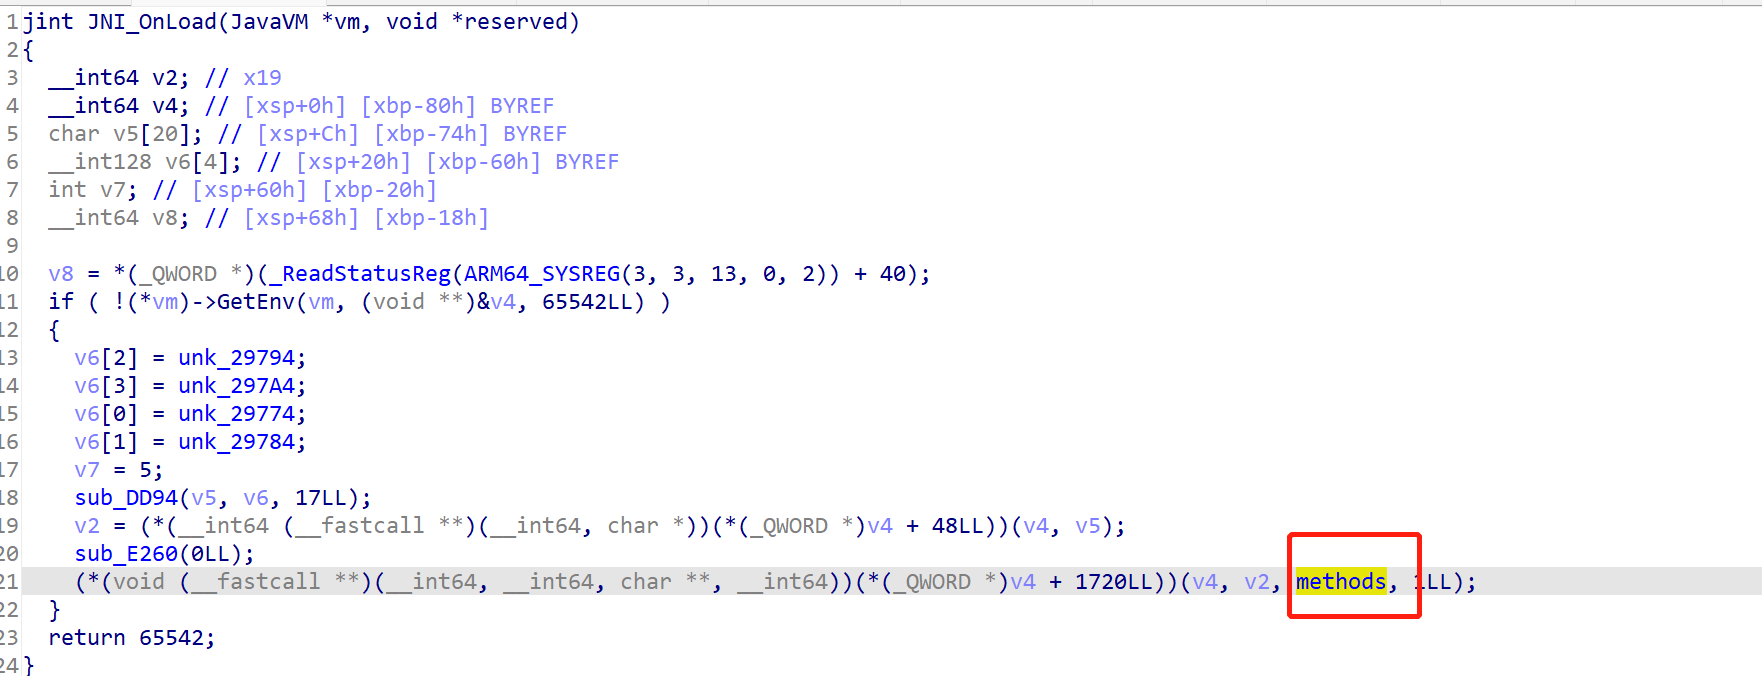 1 jint JNI_OnLoad(JavaVM *vm, void *reserved)
2 {
3   __int64 v2; // x19
4   __int64 v4; // [xsp+0h] [xbp-80h] BYREF
5   char v5[20]; // [xsp+Ch] [xbp-74h] BYREF
6   __int128 v6[4]; // [xsp+20h] [xbp-60h] BYREF
7   int v7; // [xsp+60h] [xbp-20h]
8   __int64 v8; // [xsp+68h] [xbp-18h]
9
10   v8 = *(_QWORD *)(_ReadStatusReg(ARM64_SYSREG(3, 3, 13, 0, 2)) + 40);
11   if ( !(*vm)->GetEnv(vm, (void **)&v4, 65542LL) )
12   {
13     v6[2] = unk_29794;
14     v6[3] = unk_297A4;
15     v6[0] = unk_29774;
16     v6[1] = unk_29784;
17     v7 = 5;
18     sub_DD94(v5, v6, 17LL);
19     v2 = (*(__int64 (__fastcall **)(__int64, char *))(*(_QWORD *)v4 + 48LL))(v4, v5);
20     sub_E260(0LL);
21     (*(void (__fastcall **)(__int64, __int64, char **, __int64))(*(_QWORD *)v4 + 1720LL))(v4, v2, methods, 1LL);
22   }
23   return 65542;
24 }